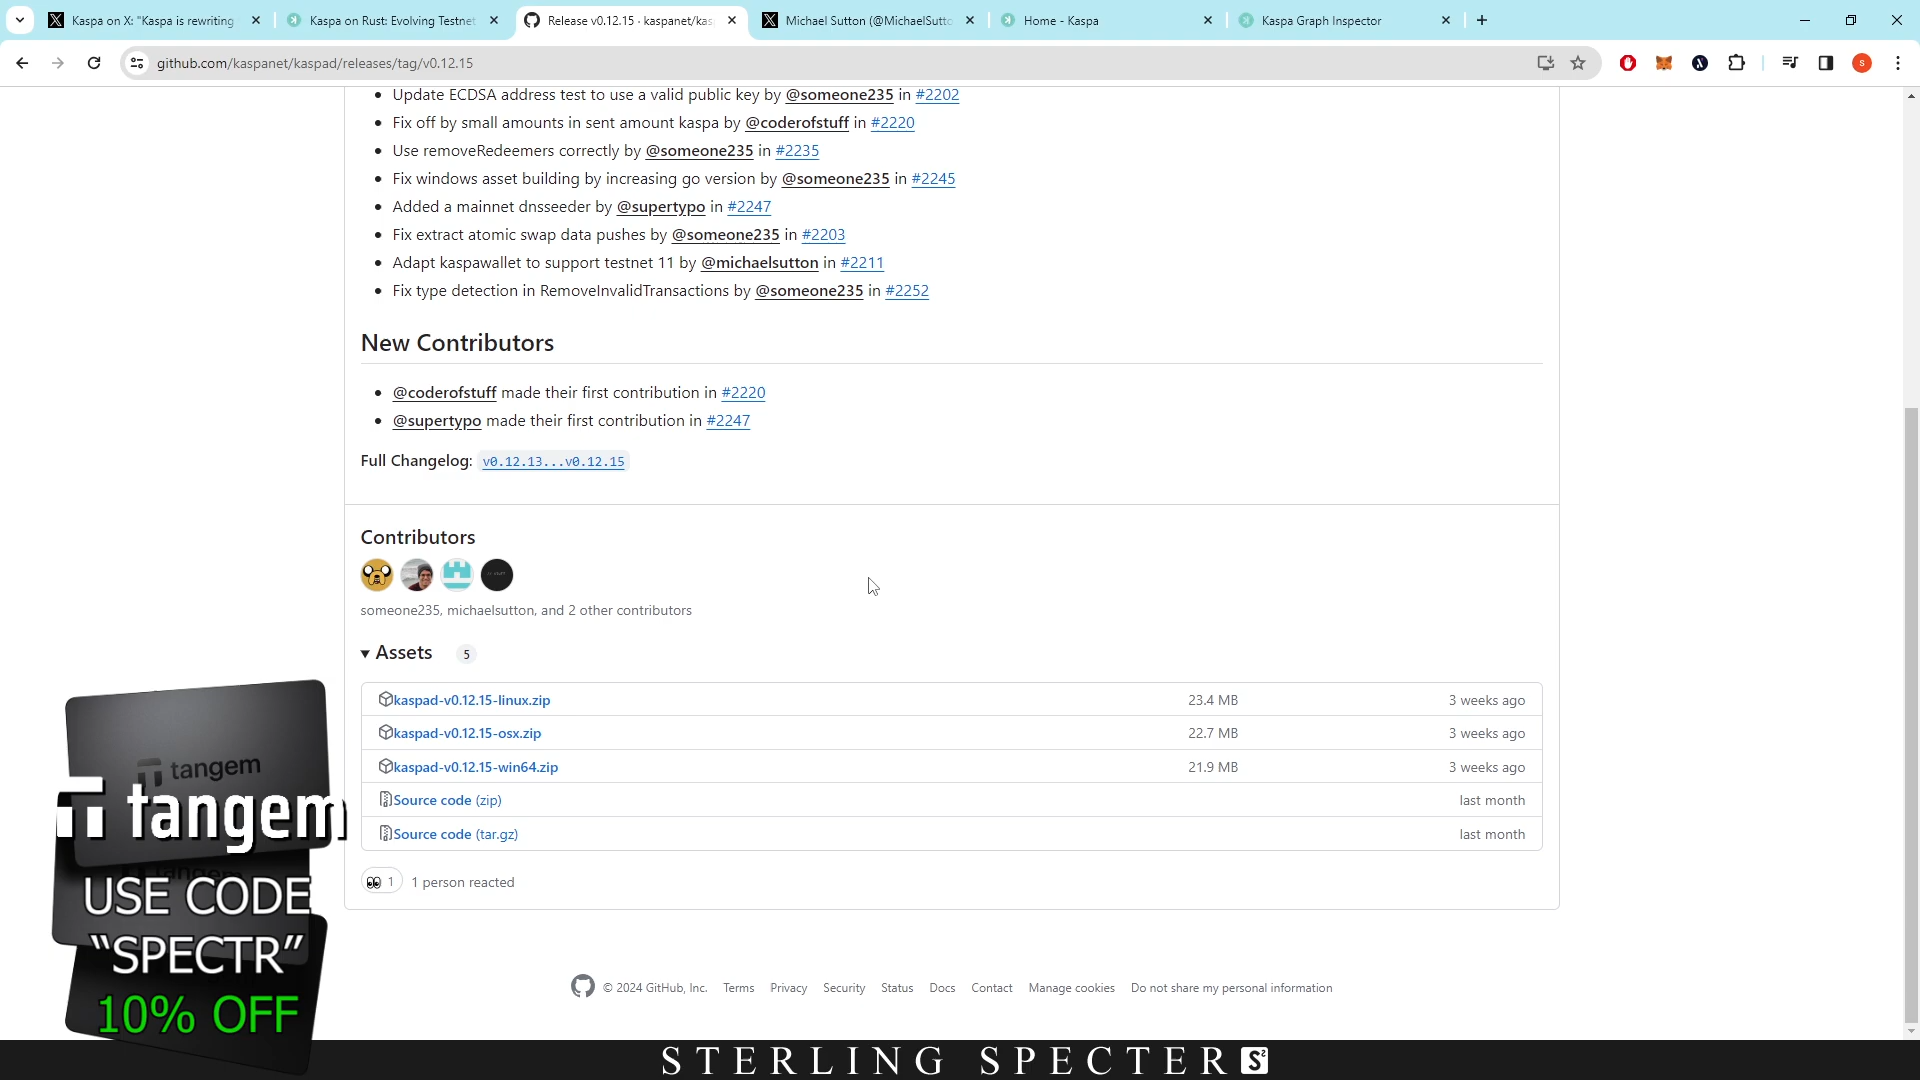 Kaspa on X: "Kaspa is rewriting
Kaspa on Rust: Evolving Testnet
Release v0.12.15 · kaspanet/kas
Michael Sutton (@MichaelSutto
Home - Kaspa
Kaspa Graph Inspector
github.com/kaspanet/kaspad/releases/tag/v0.12.15
S
Update ECDSA address test to use a valid public key by @someone235 in #2202
Fix off by small amounts in sent amount kaspa by @coderofstuff in #2220
Use removeRedeemers correctly by @someone235 in #2235
Fix windows asset building by increasing go version by @someone235 in #2245
Added a mainnet dnsseeder by @supertypo in #2247
Fix extract atomic swap data pushes by @someone235 in #2203
Adapt kaspawallet to support testnet 11 by @michaelsutton in #2211
Fix type detection in RemoveInvalidTransactions by @someone235 in #2252
New Contributors
@coderofstuff made their first contribution in #2220
@supertypo made their first contribution in #2247
Full Changelog: v0.12.13...v0.12.15
Contributors
someone235, michaelsutton, and 2 other contributors
Assets 5
kaspad-v0.12.15-linux.zip 23.4 MB 3 weeks ago
kaspad-v0.12.15-osx.zip 22.7 MB 3 weeks ago
kaspad-v0.12.15-win64.zip 21.9 MB 3 weeks ago
Source code (zip) last month
Source code (tar.gz) last month
1 1 person reacted
tangem
tangem
tangem
USE CODE
“SPECTR”
10% OFF
© 2024 GitHub, Inc. Terms Privacy Security Status Docs Contact Manage cookies Do not share my personal information
STERLING SPECTER S²